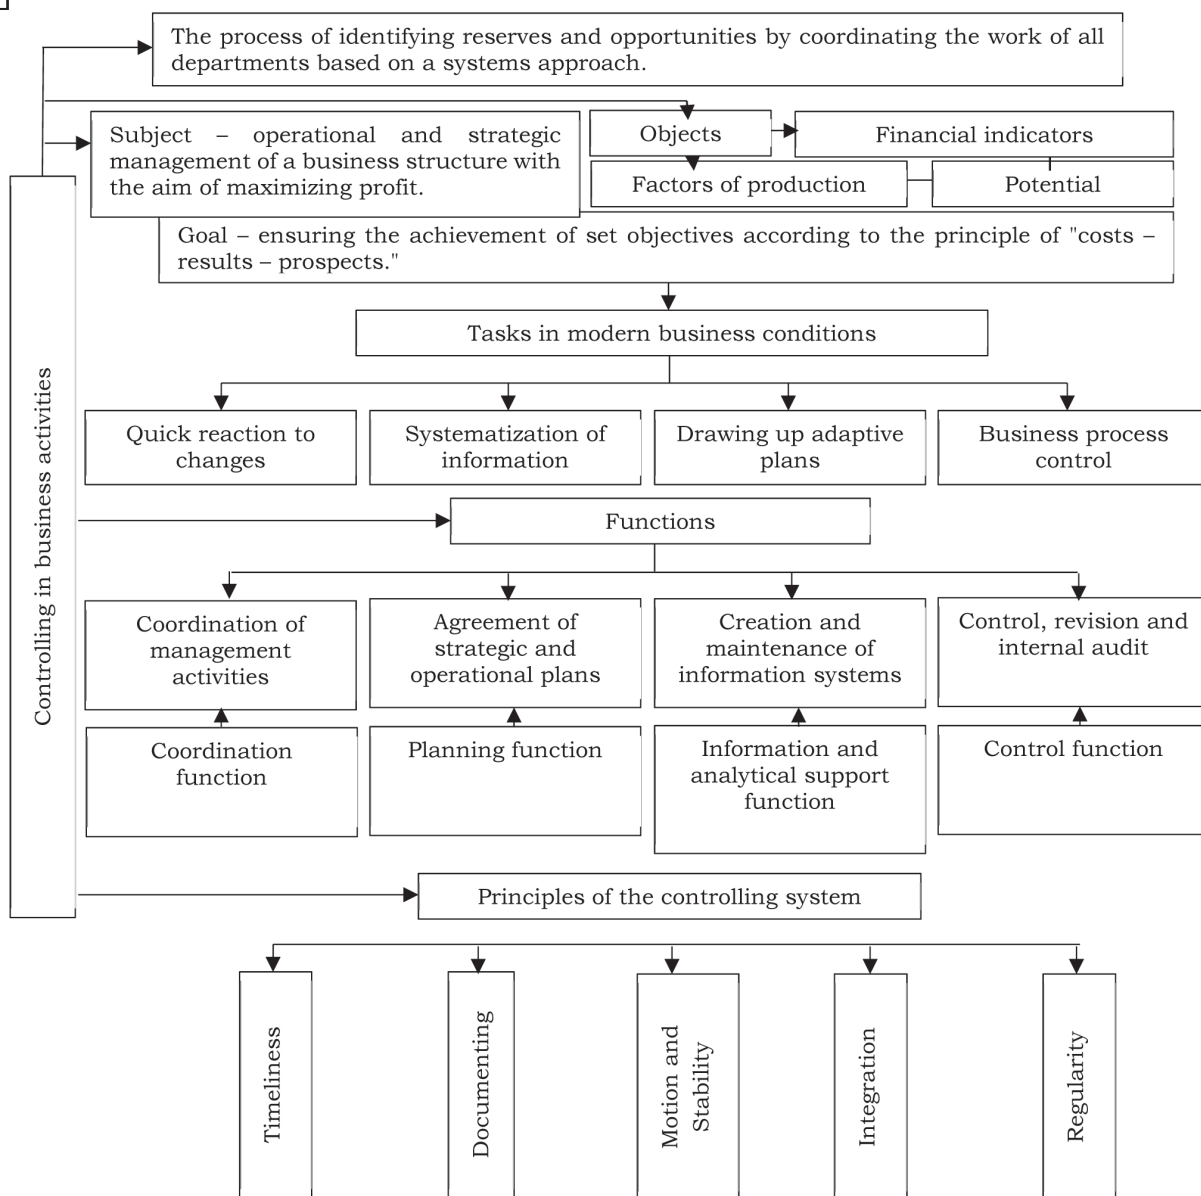 The process of identifying reserves and opportunities by coordinating the work of all
departments based on a systems approach.
Subject – operational and strategic
management of a business structure with
the aim of maximizing profit.
Objects
Financial indicators
Factors of production
Potential
Goal – ensuring the achievement of set objectives according to the principle of "costs –
results – prospects."
Tasks in modern business conditions
Quick reaction to
changes
Systematization of
information
Drawing up adaptive
plans
Business process
control
Controlling in business activities
Functions
Coordination of
management
activities
Agreement of
strategic and
operational plans
Creation and
maintenance of
information systems
Control, revision and
internal audit
Coordination
function
Planning function
Information and
analytical support
function
Control function
Principles of the controlling system
Timeliness
Documenting
Motion and
Stability
Integration
Regularity